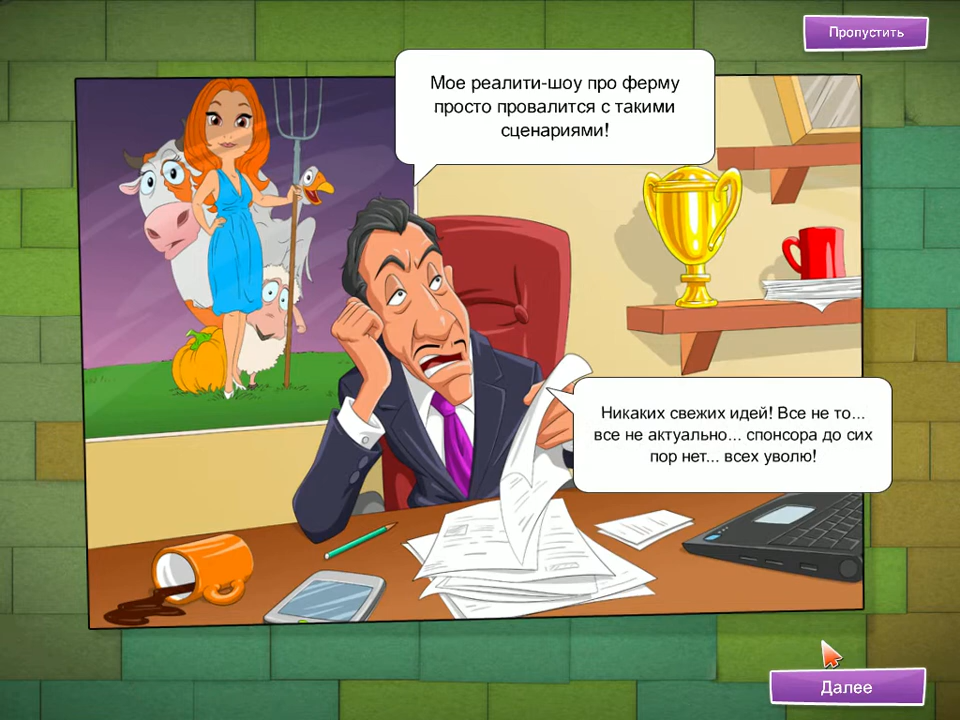 Пропустить
Мое реалити-шоу про ферму
просто провалится с такими
сценариями!
Никаких свежих идей! Все не то...
все не актуально... спонсора до сих
пор нет... всех уволю!
Далее